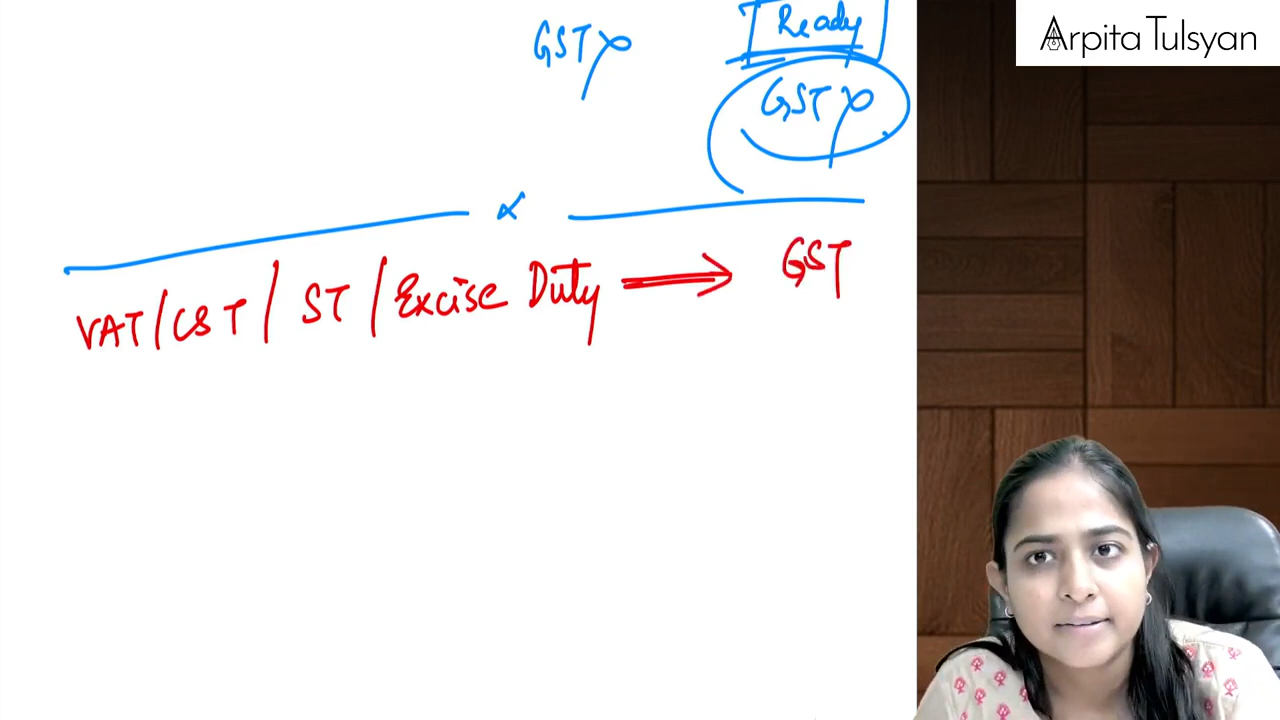 Arpita Tulsyan
Ready
GST
GST
VAT/CST/ST/Excise Duty ⟹ GST